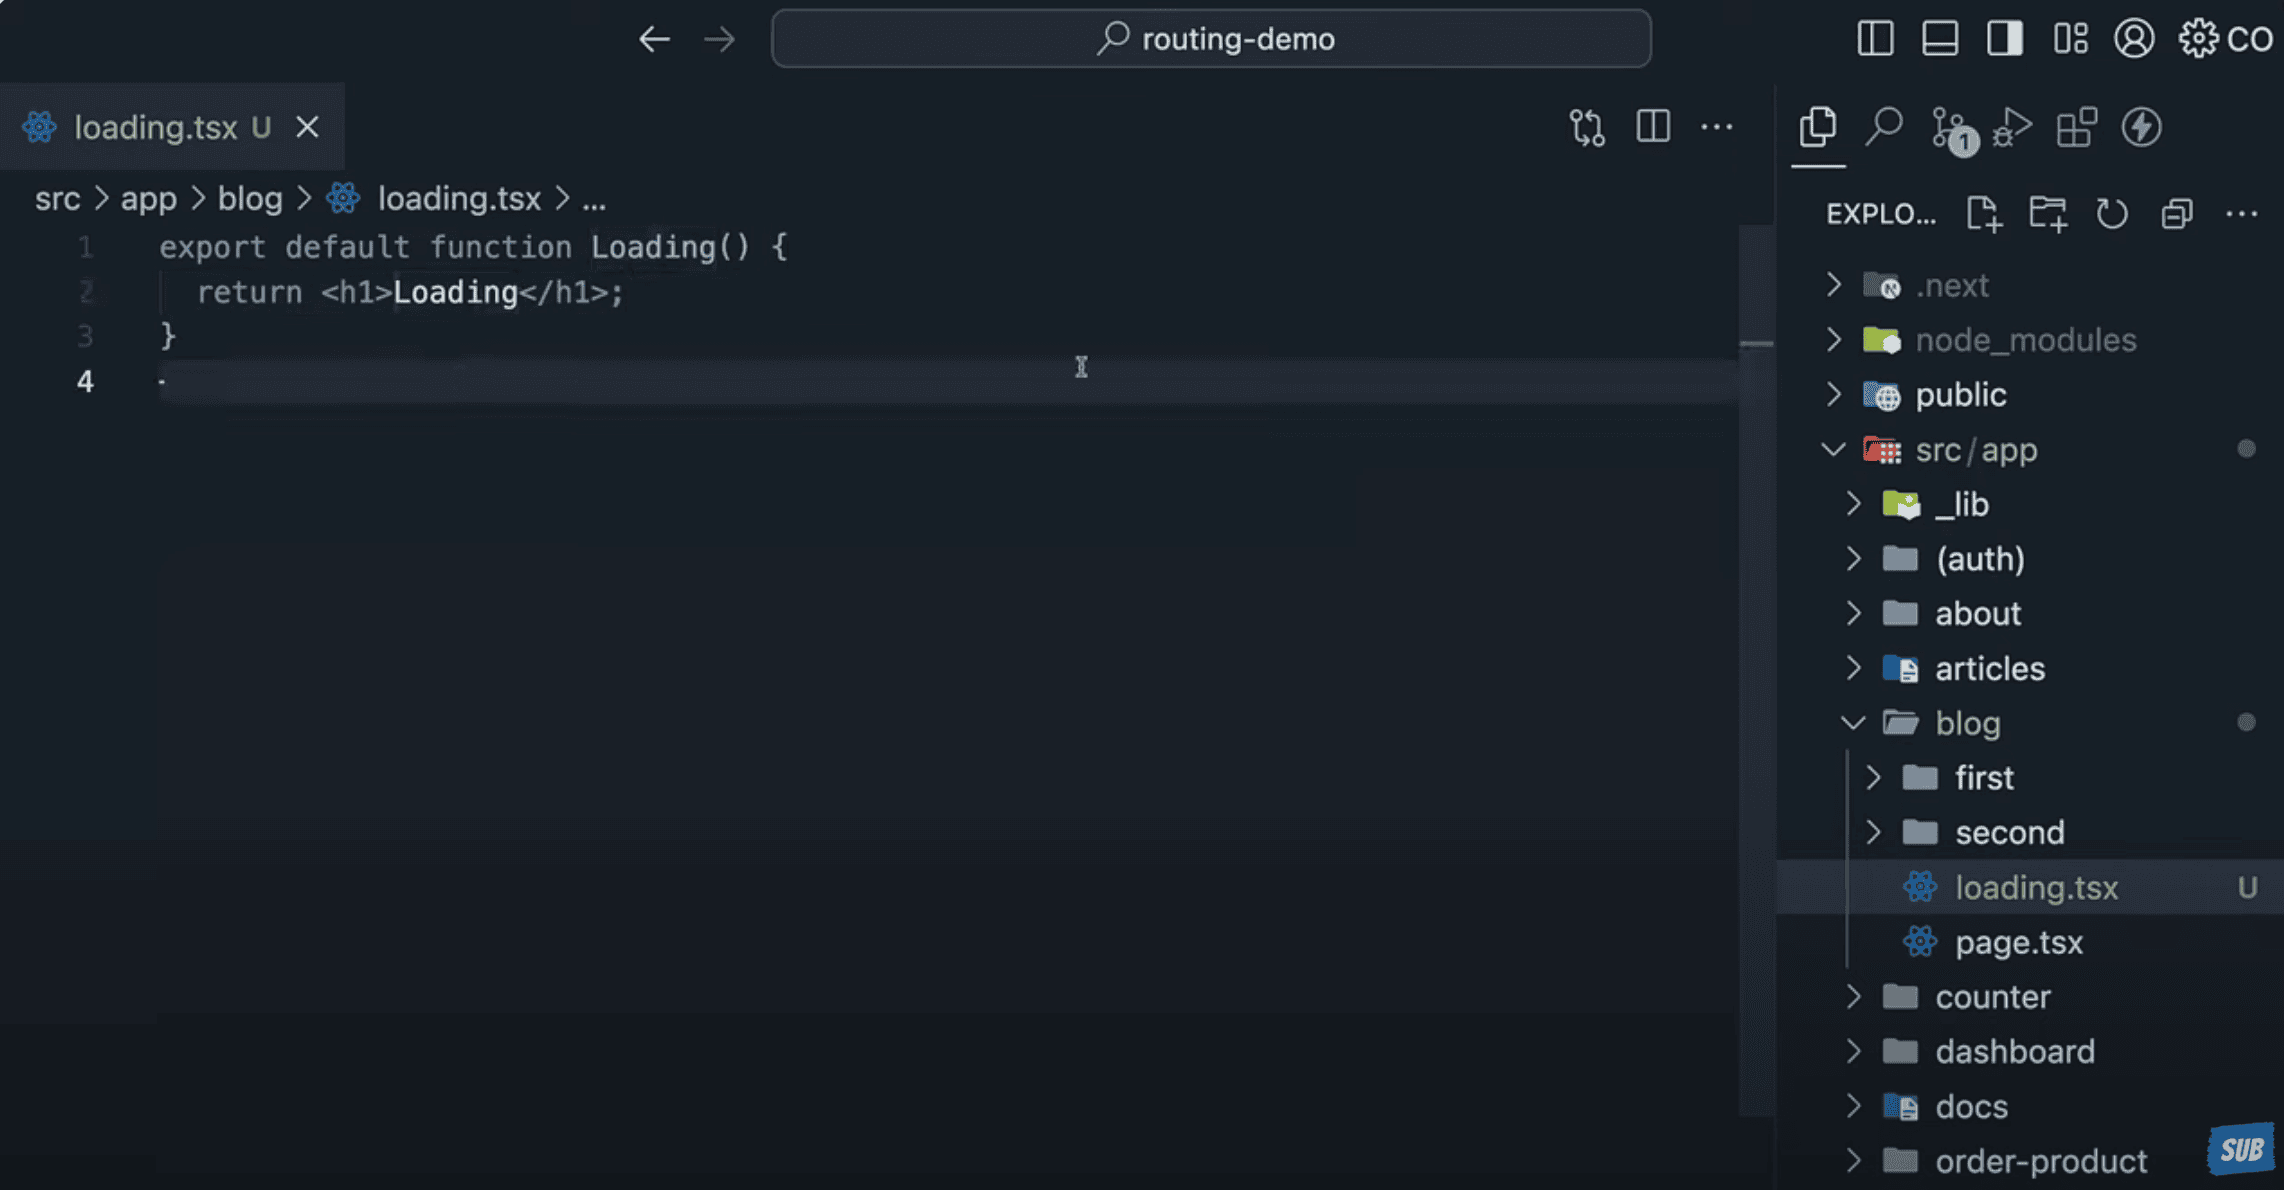 routing-demo
CO
loading.tsx U
src > app > blog > loading.tsx > ...
1 export default function Loading() {
2 return <h1>Loading</h1>;
3 }
4
1
EXPLO...
.next
node_modules
public
src/app
_lib
(auth)
about
articles
blog
first
second
loading.tsx U
page.tsx
counter
dashboard
docs
order-product
SUB